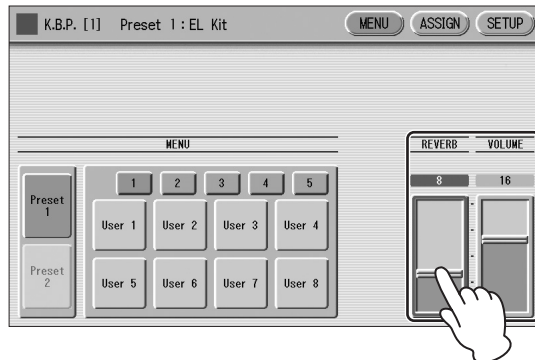 K.B.P. [1] Preset 1 : EL Kit MENU ASSIGN SETUP
MENU
REVERB VOLUME
8 16
Preset 1
Preset 2
1 2 3 4 5
User 1 User 2 User 3 User 4
User 5 User 6 User 7 User 8